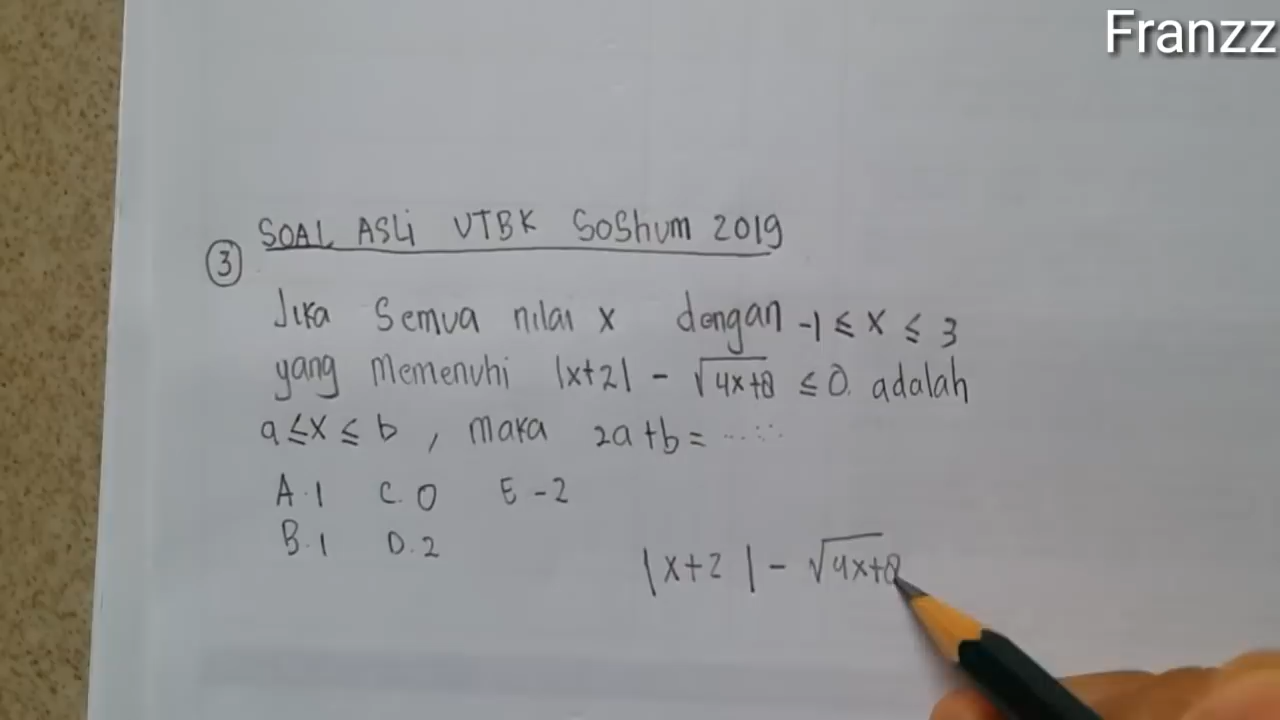 Franzz
SOAL ASLi UTBK SoShum 2019
3
Jika Semua nilai x dengan -1 ≤ x ≤ 3
yang Memenuhi |x+2| - √4x+8 ≤ 0. adalah
a ≤ x ≤ b , Maka 2a+b = ......
A. 1 C. 0 E -2
B. 1 D. 2
|x+2| - √4x+8